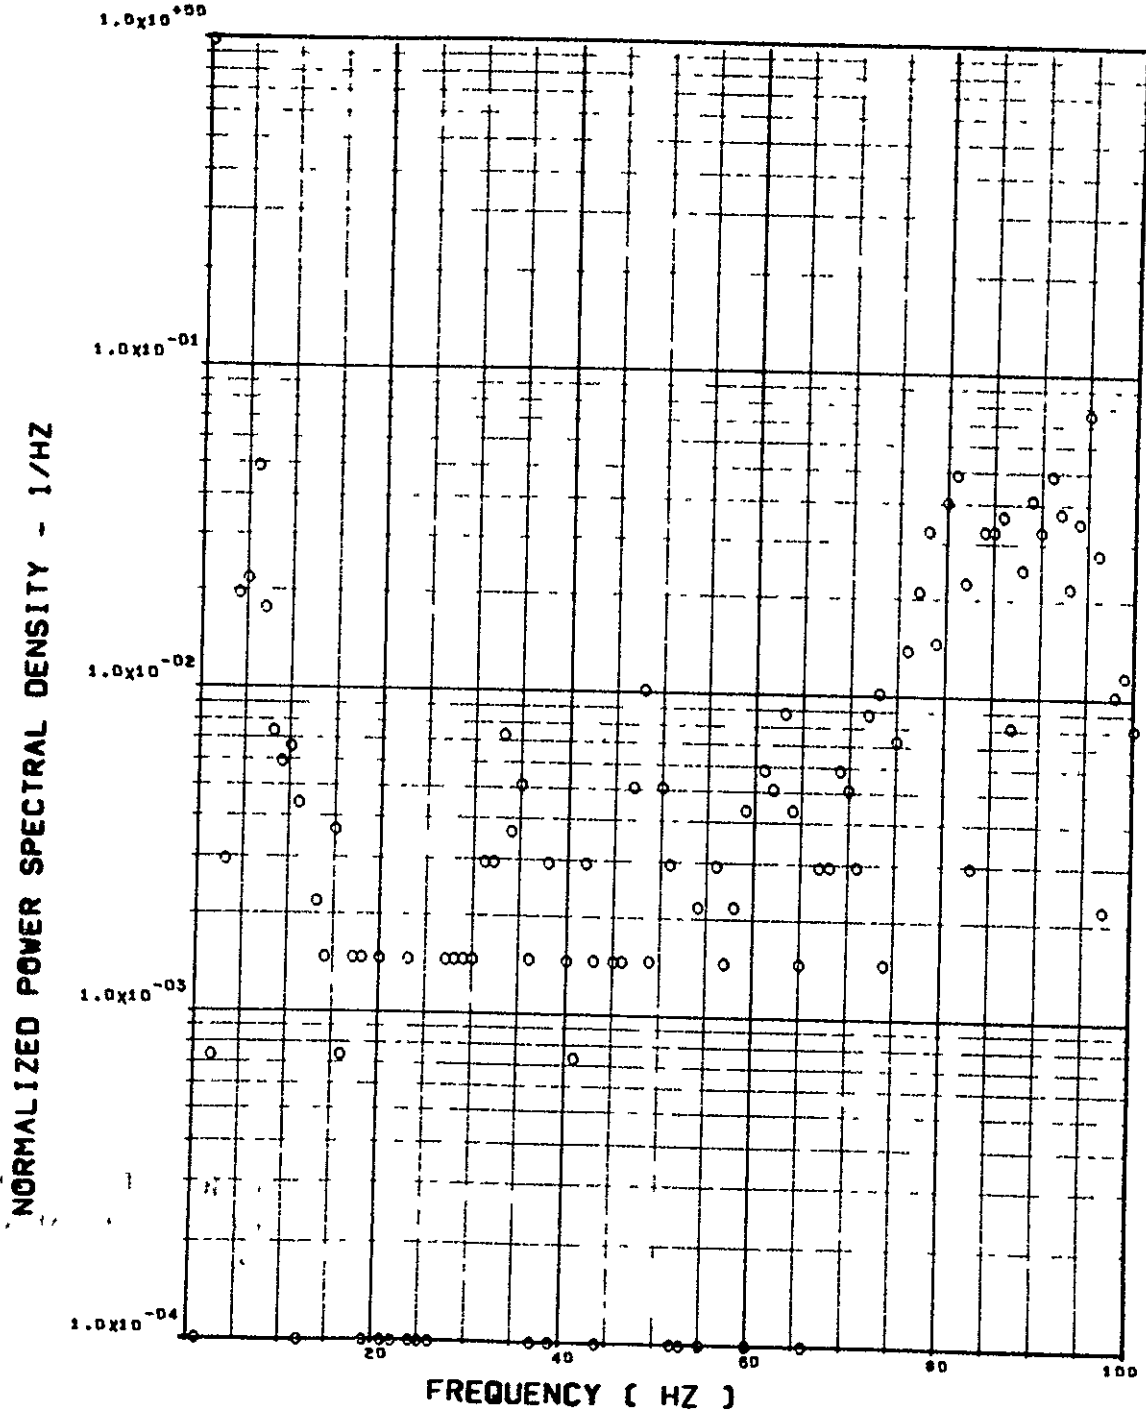 1.0x10+00
1.0x10-01
1.0x10-02
1.0x10-03
1.0x10-04
NORMALIZED POWER SPECTRAL DENSITY - 1/HZ
20
40
60
80
100
FREQUENCY ( HZ )